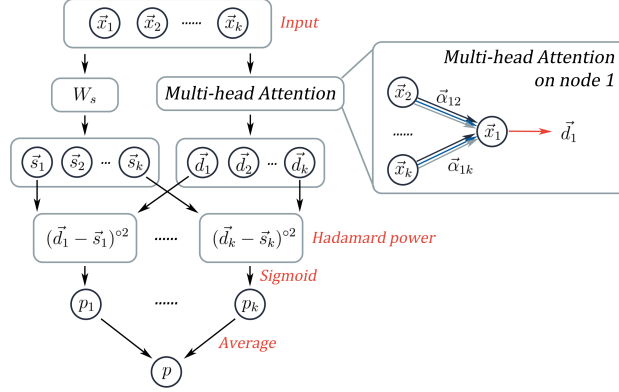 x⃗₁ x⃗₂ ...... x⃗ₖ Input
Wₛ
Multi-head Attention
s⃗₁ s⃗₂ ... s⃗ₖ
d⃗₁ d⃗₂ ... d⃗ₖ
(d⃗₁ − s⃗₁)°² ...... (d⃗ₖ − s⃗ₖ)°² Hadamard power
Sigmoid
p₁ ...... pₖ
Average
p
Multi-head Attention
on node 1
x⃗₂ α⃗₁₂
...... x⃗₁ d⃗₁
x⃗ₖ α⃗₁ₖ